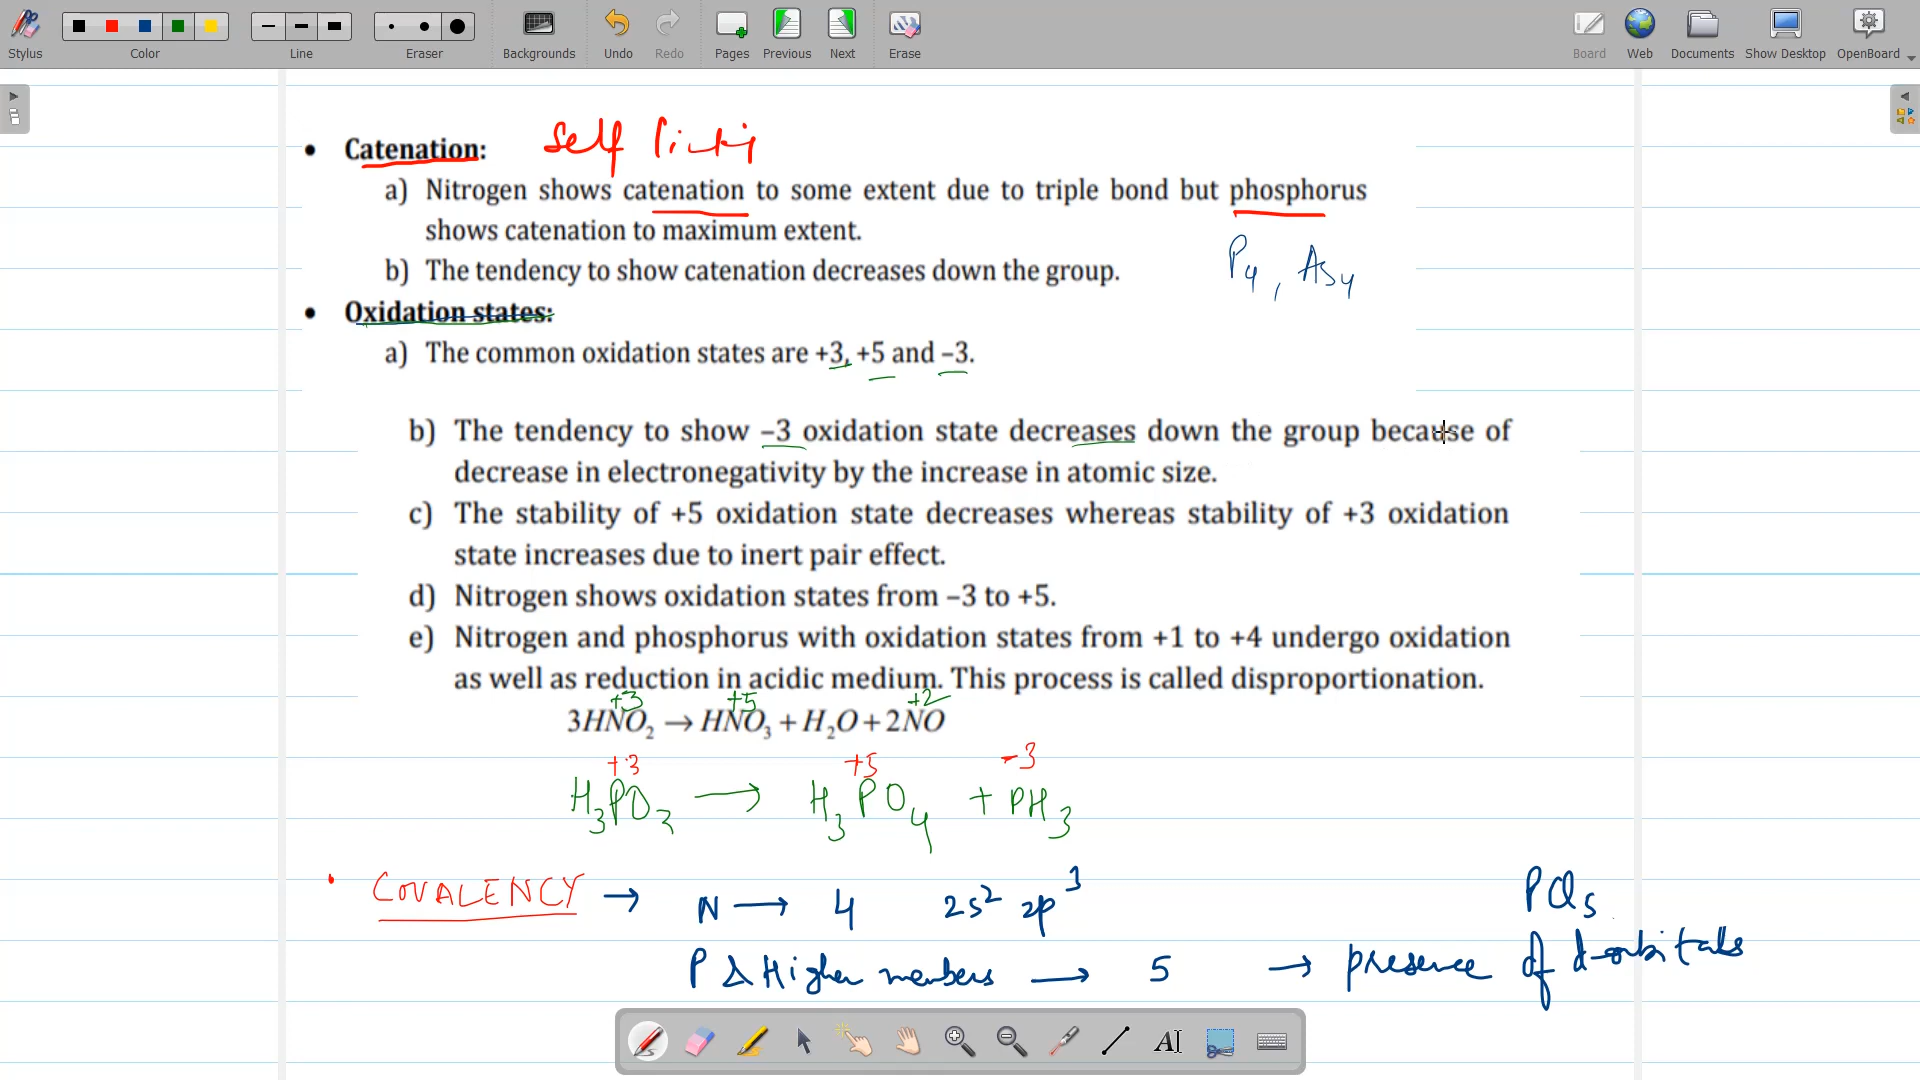 Stylus Color Line Eraser Backgrounds Undo Redo Pages Previous Next Erase Board Web Documents Show Desktop OpenBoard
• Catenation: Self linking
a) Nitrogen shows catenation to some extent due to triple bond but phosphorus
shows catenation to maximum extent.
P₄, As₄
b) The tendency to show catenation decreases down the group.
• Oxidation states:
a) The common oxidation states are +3, +5 and –3.
b) The tendency to show –3 oxidation state decreases down the group because of
decrease in electronegativity by the increase in atomic size.
c) The stability of +5 oxidation state decreases whereas stability of +3 oxidation
state increases due to inert pair effect.
d) Nitrogen shows oxidation states from –3 to +5.
e) Nitrogen and phosphorus with oxidation states from +1 to +4 undergo oxidation
as well as reduction in acidic medium. This process is called disproportionation.
+3 +5 +2
3HNO₂ → HNO₃ + H₂O + 2NO
+3 +5 -3
H₃PO₃ → H₃PO₄ + PH₃
• COVALENCY → N → 4 2s² 2p³ PCl₅
P & Higher members → 5 → presence of d-orbitals